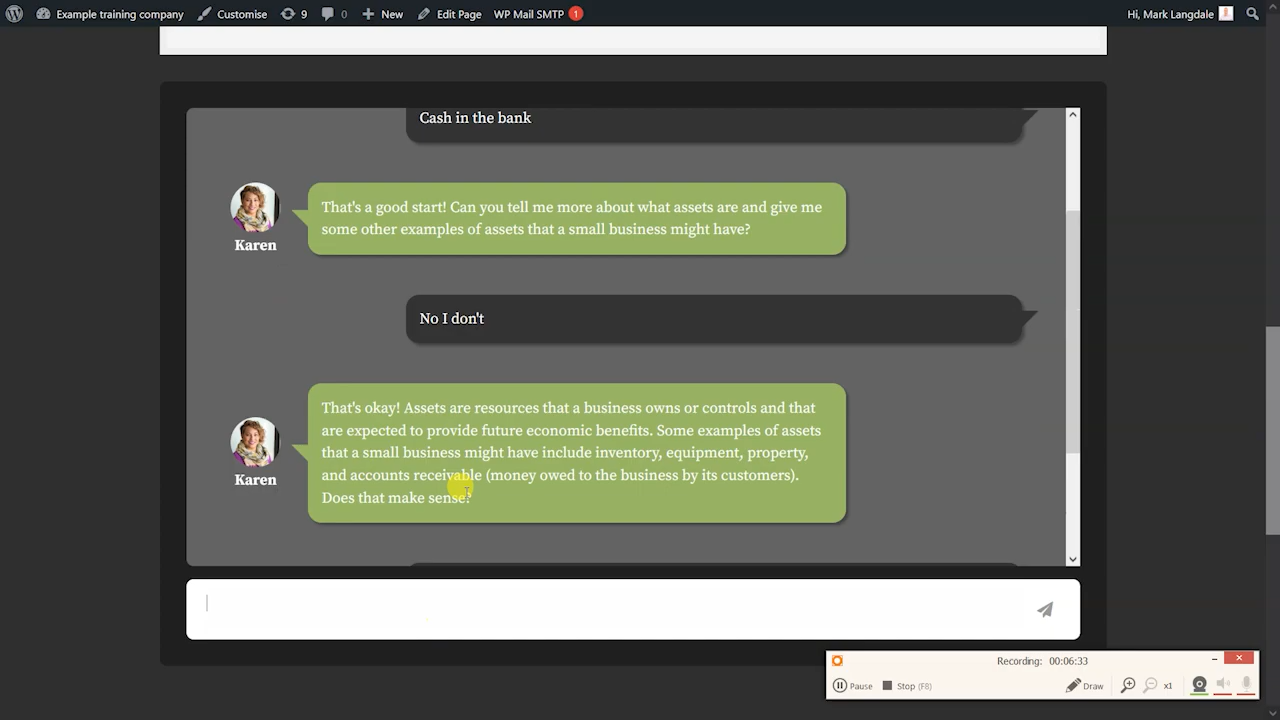 Example training company Customise 9 0 New Edit Page WP Mail SMTP 1 Hi, Mark Langdale
Cash in the bank
That's a good start! Can you tell me more about what assets are and give me
some other examples of assets that a small business might have?
Karen
No I don't
That's okay! Assets are resources that a business owns or controls and that
are expected to provide future economic benefits. Some examples of assets
that a small business might have include inventory, equipment, property,
and accounts receivable (money owed to the business by its customers).
Does that make sense?
Karen
Recording: 00:06:33
Pause Stop (F8) Draw x1